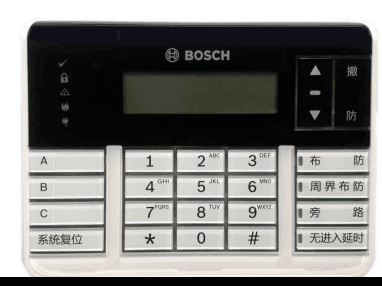 BOSCH
撤
防
A
1
2 ABC
3 DEF
布 防
B
4 GHI
5 JKL
6 MNO
周界布防
C
7 PQRS
8 TUV
9 WXYZ
旁 路
系统复位
*
0
#
无进入延时